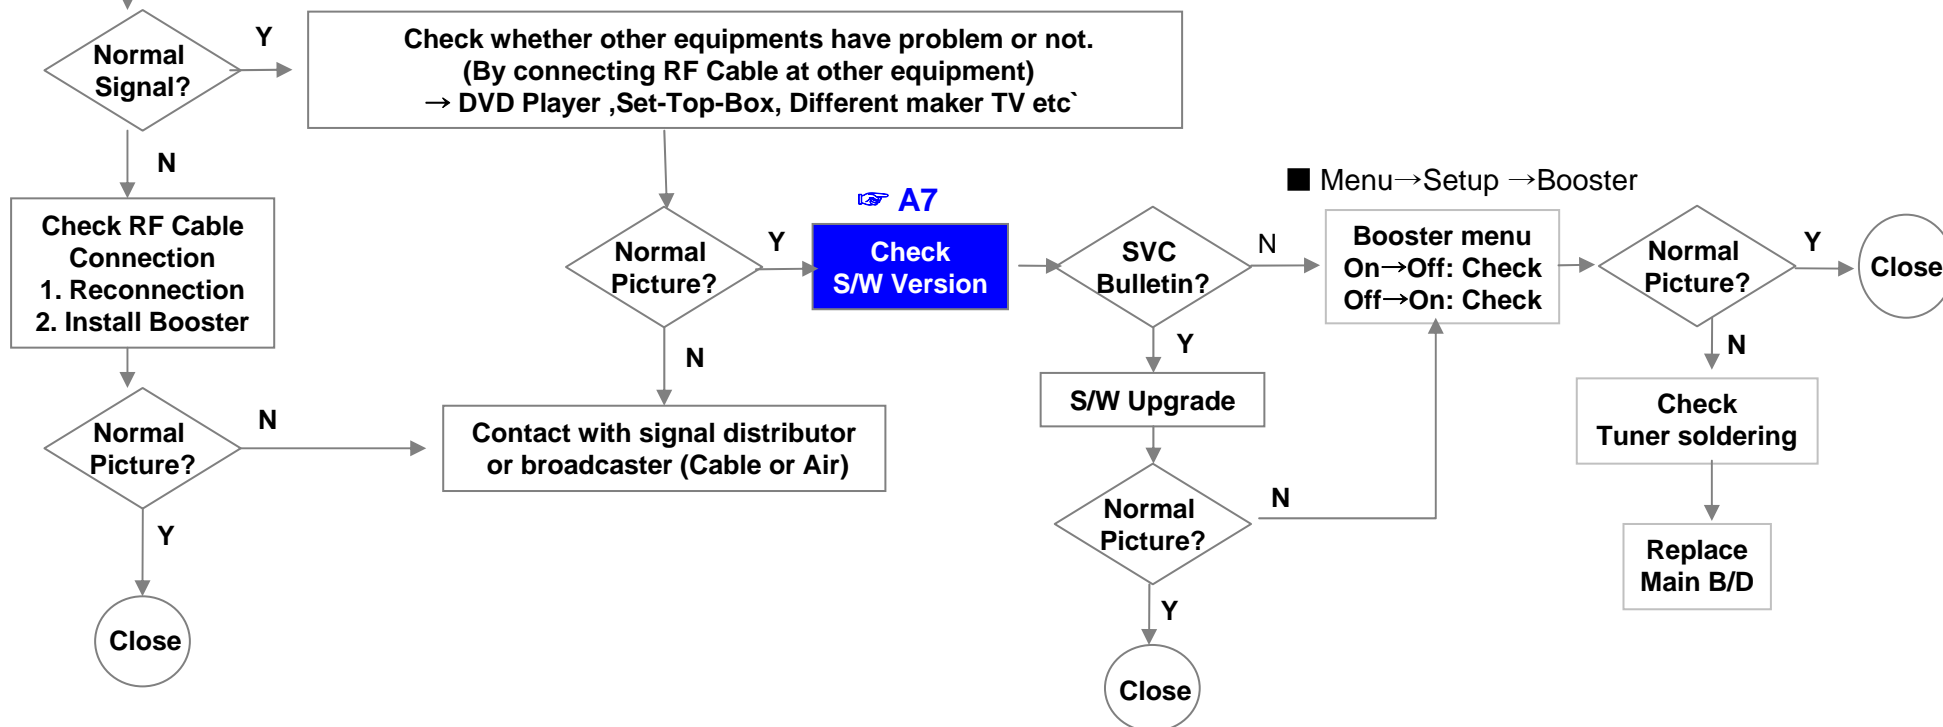 Normal
Signal?
Y
Check whether other equipments have problem or not.
(By connecting RF Cable at other equipment)
→ DVD Player ,Set-Top-Box, Different maker TV etc`
N
Check RF Cable
Connection
1. Reconnection
2. Install Booster
Normal
Picture?
N
Y
Close
Normal
Picture?
Y
N
Contact with signal distributor
or broadcaster (Cable or Air)
☞ A7
Check
S/W Version
SVC
Bulletin?
N
Y
S/W Upgrade
Normal
Picture?
N
Y
Close
■ Menu→Setup →Booster
Booster menu
On→Off: Check
Off→On: Check
Normal
Picture?
Y
Close
N
Check
Tuner soldering
Replace
Main B/D